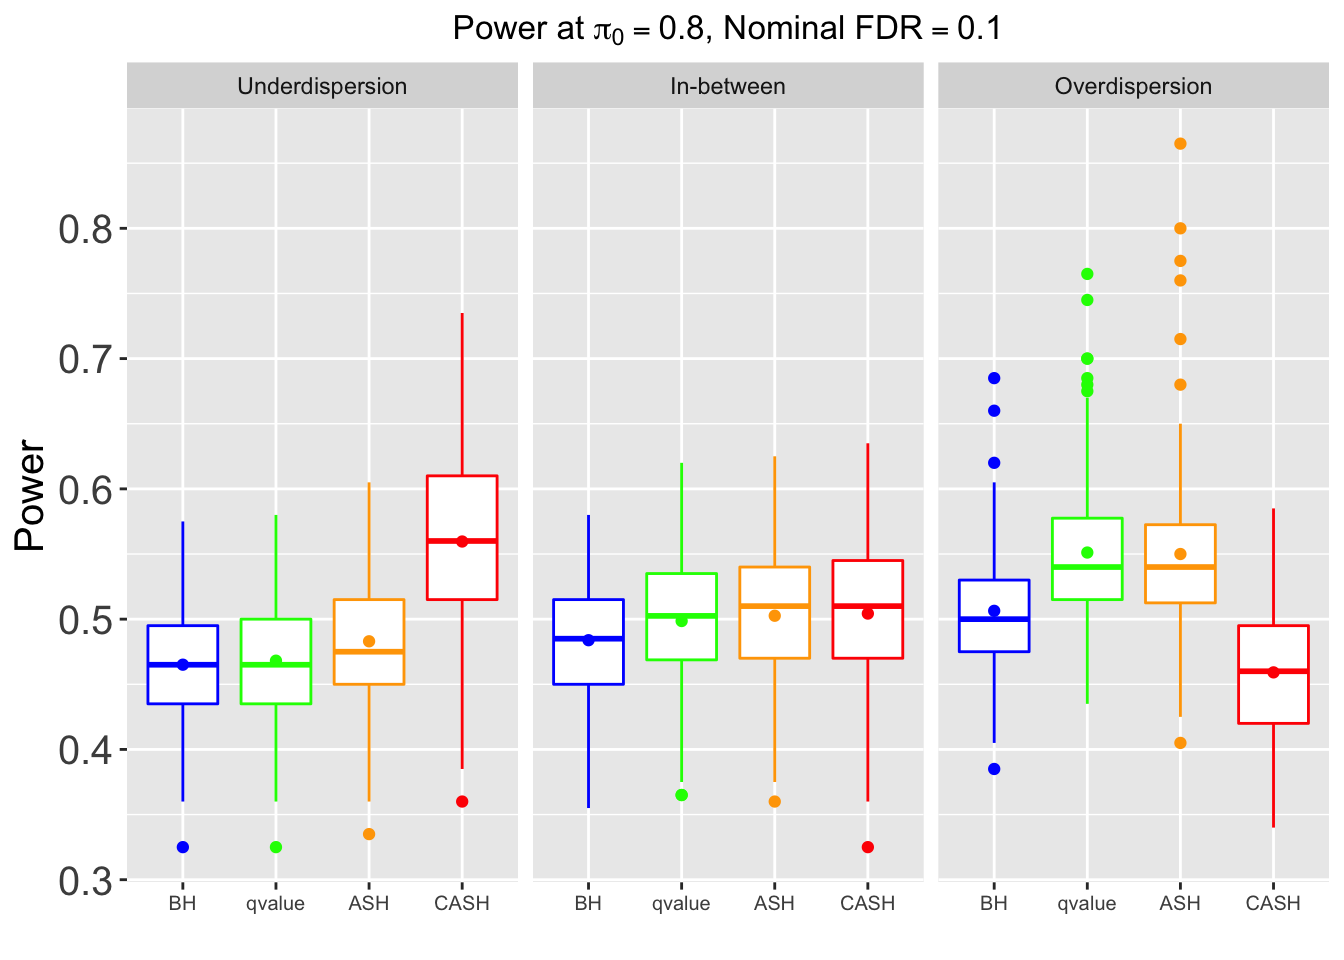 Power at π₀ = 0.8, Nominal FDR = 0.1
Underdispersion In-between Overdispersion
Power
0.8
0.7
0.6
0.5
0.4
0.3
BH qvalue ASH CASH BH qvalue ASH CASH BH qvalue ASH CASH